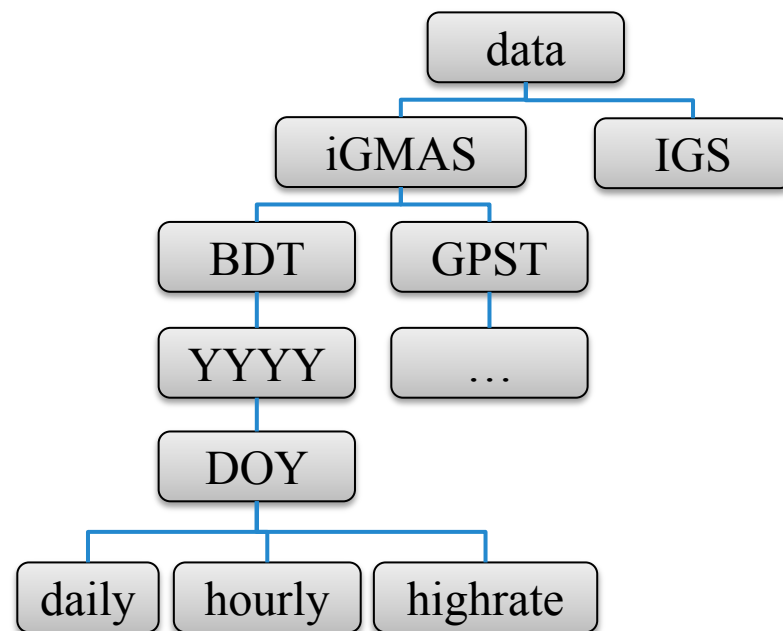 data
iGMAS
IGS
BDT
GPST
YYYY
…
DOY
daily
hourly
highrate